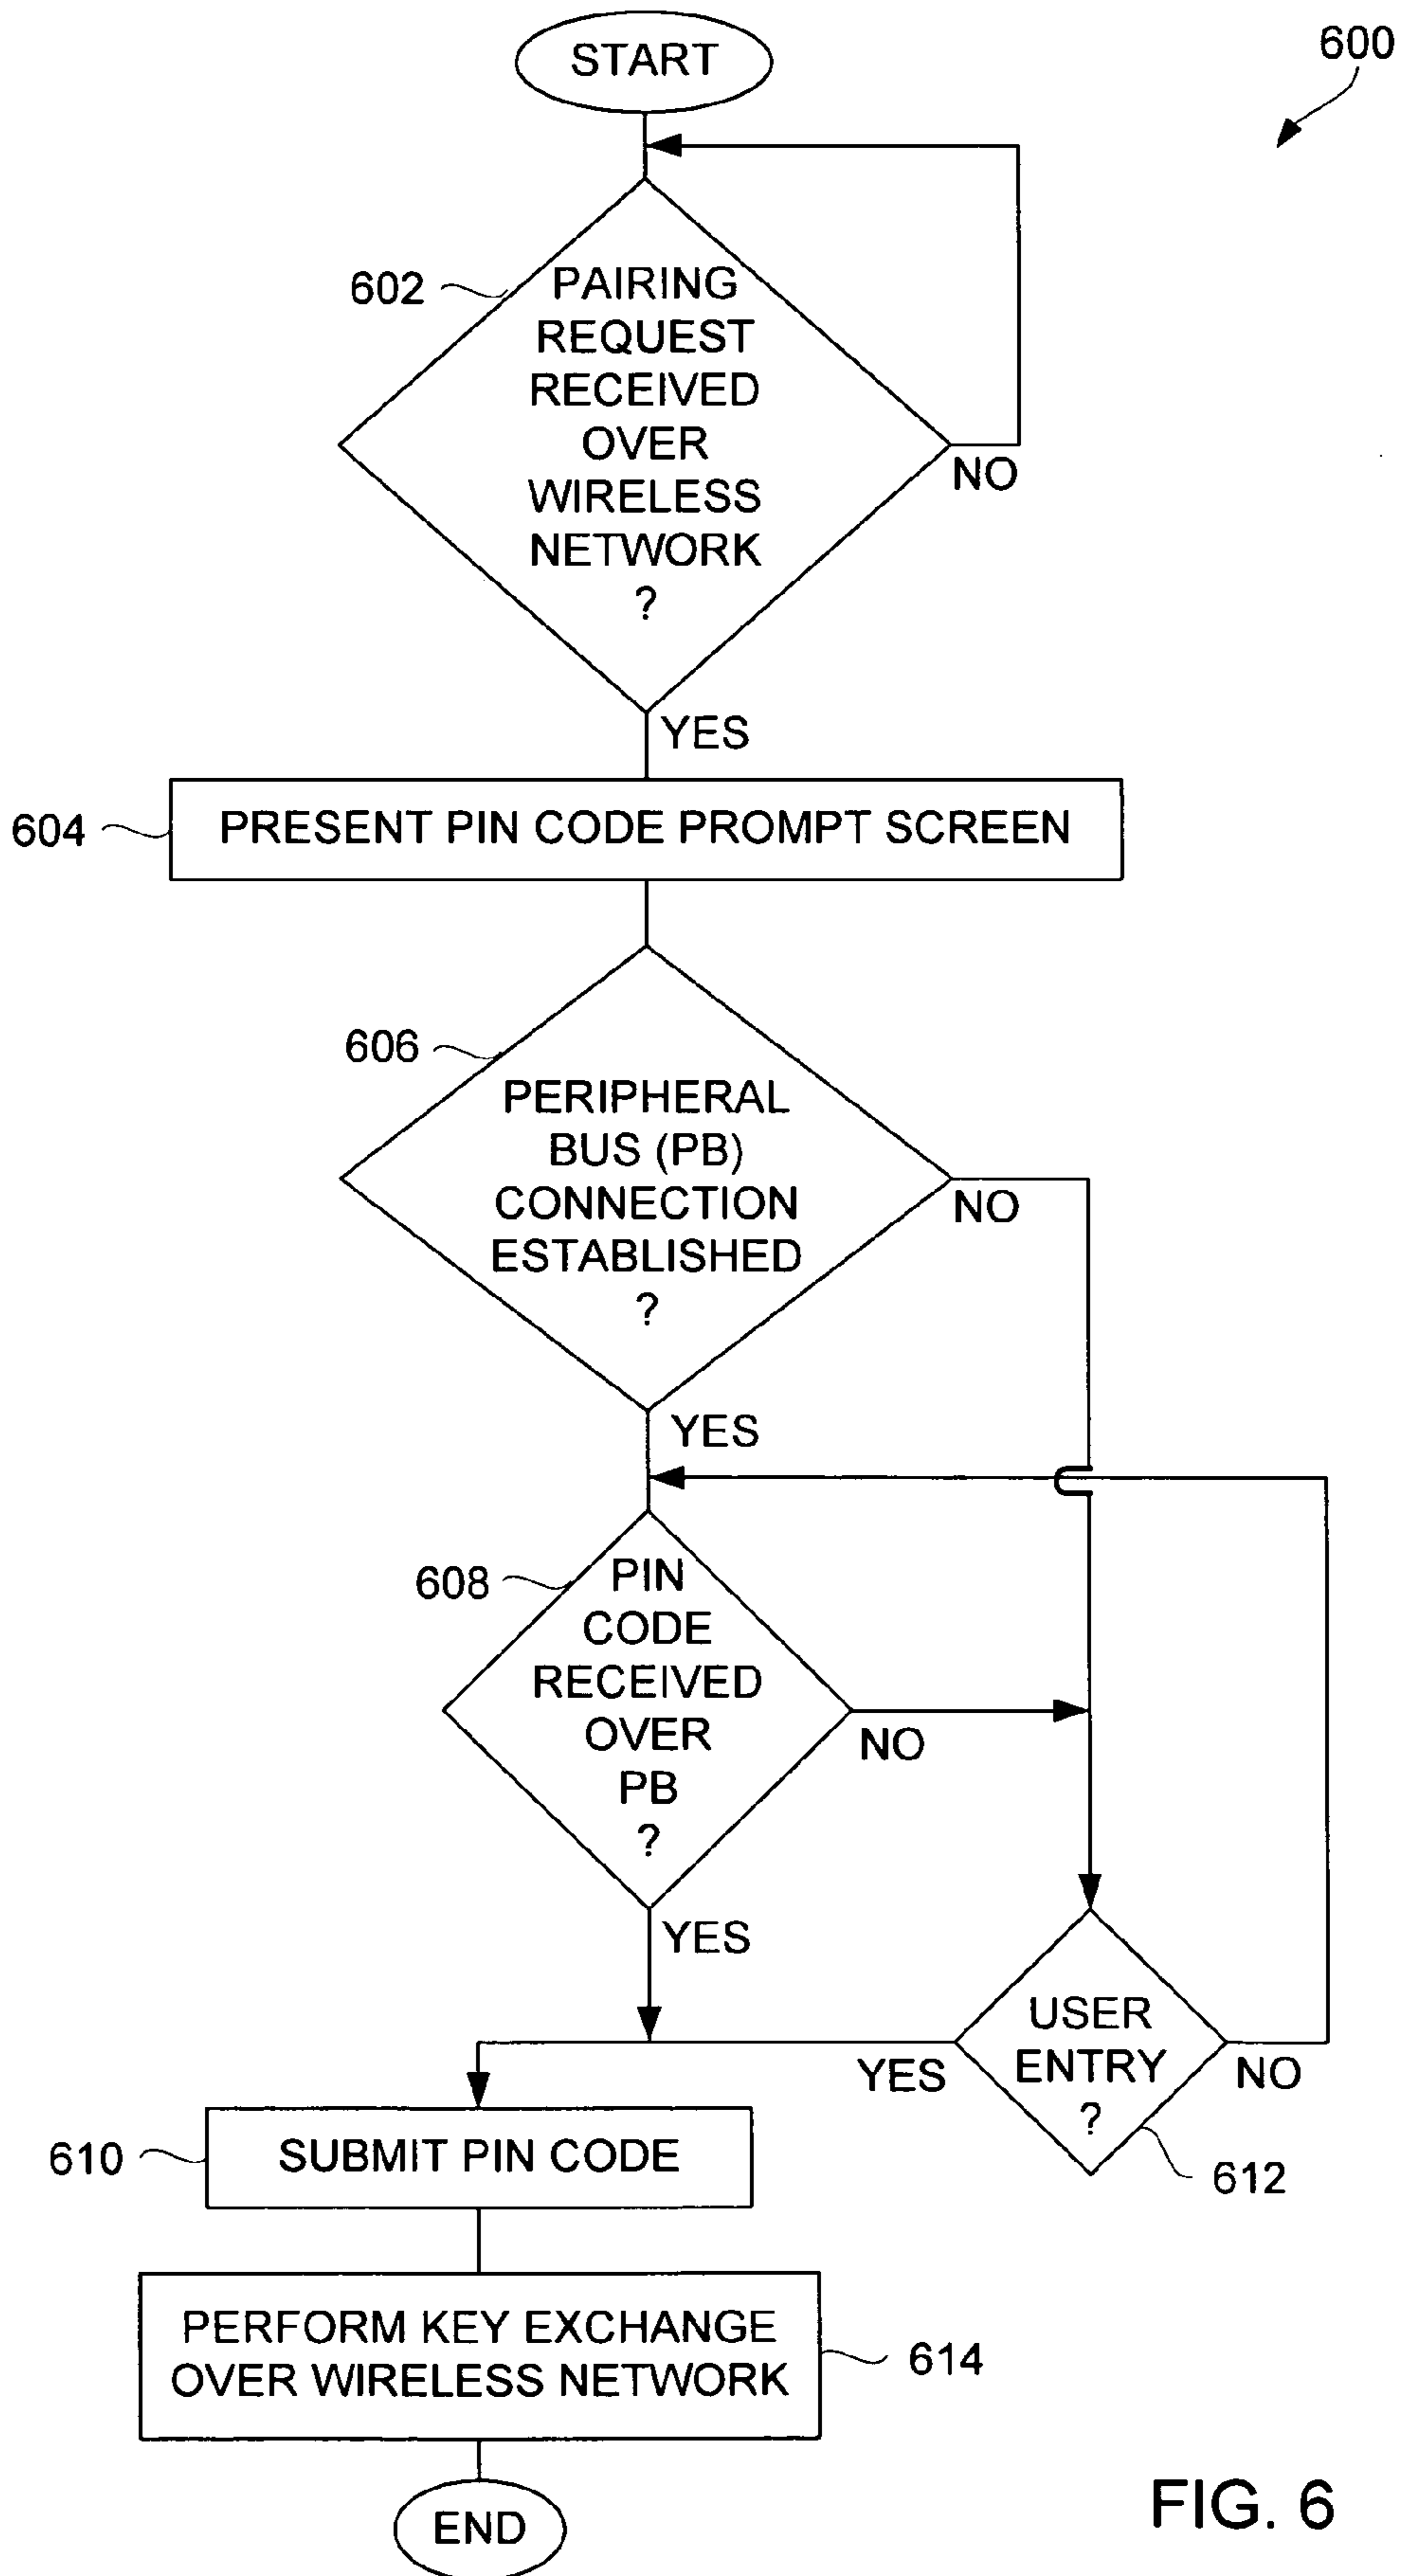 START
600
602
PAIRING
REQUEST
RECEIVED
OVER
WIRELESS
NETWORK
?
NO
YES
604
PRESENT PIN CODE PROMPT SCREEN
606
PERIPHERAL
BUS (PB)
CONNECTION
ESTABLISHED
?
NO
YES
608
PIN
CODE
RECEIVED
OVER
PB
?
NO
YES
USER
ENTRY
?
YES
NO
612
610
SUBMIT PIN CODE
PERFORM KEY EXCHANGE
OVER WIRELESS NETWORK
614
END
FIG. 6